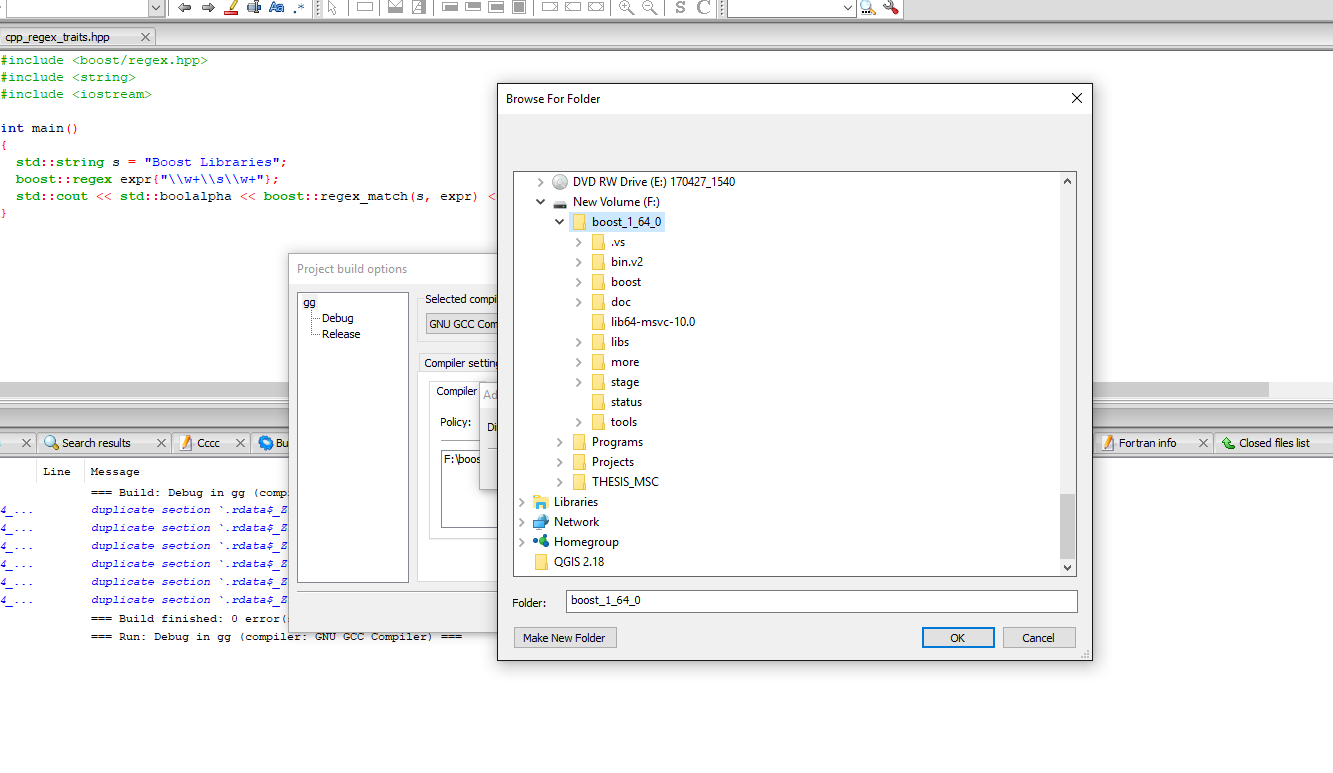 Aa
.*
S
C
cpp_regex_traits.hpp
#include <boost/regex.hpp>
#include <string>
#include <iostream>
int main()
{
std::string s = "Boost Libraries";
boost::regex expr{"\\w+\\s\\w+"};
std::cout << std::boolalpha << boost::regex_match(s, expr) <
}
Browse For Folder
DVD RW Drive (E:) 170427_1540
New Volume (F:)
boost_1_64_0
.vs
bin.v2
boost
doc
lib64-msvc-10.0
libs
more
stage
status
tools
Programs
Projects
THESIS_MSC
Libraries
Network
Homegroup
QGIS 2.18
Folder:
boost_1_64_0
Make New Folder
OK
Cancel
Project build options
gg
Debug
Release
Selected compi
GNU GCC Com
Compiler setting
Compiler
Ad
Policy:
Di
F:\boos
Search results
Cccc
Bu
Fortran info
Closed files list
Line
Message
=== Build: Debug in gg (compi
4_...
duplicate section `.rdata$_Z
4_...
duplicate section `.rdata$_Z
4_...
duplicate section `.rdata$_Z
4_...
duplicate section `.rdata$_Z
4_...
duplicate section `.rdata$_Z
4_...
duplicate section `.rdata$_Z
=== Build finished: 0 error(
=== Run: Debug in gg (compiler: GNU GCC Compiler) ===